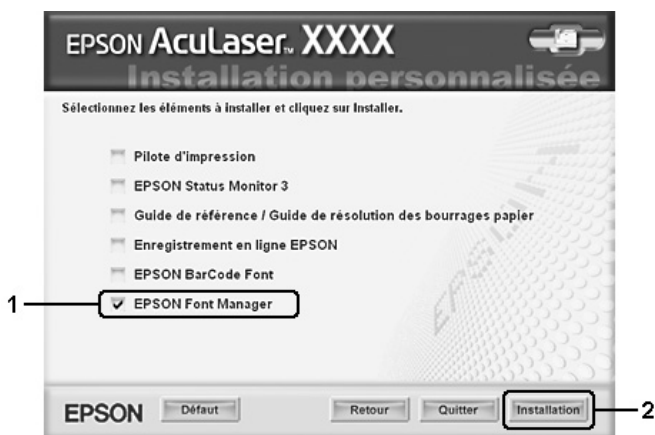 EPSON AcuLaser™ XXXX
Installation personnalisée
Sélectionnez les éléments à installer et cliquez sur Installer.
Pilote d'impression
EPSON Status Monitor 3
Guide de référence / Guide de résolution des bourrages papier
Enregistrement en ligne EPSON
EPSON BarCode Font
1
EPSON Font Manager
EPSON
Défaut
Retour
Quitter
Installation
2
EPSON